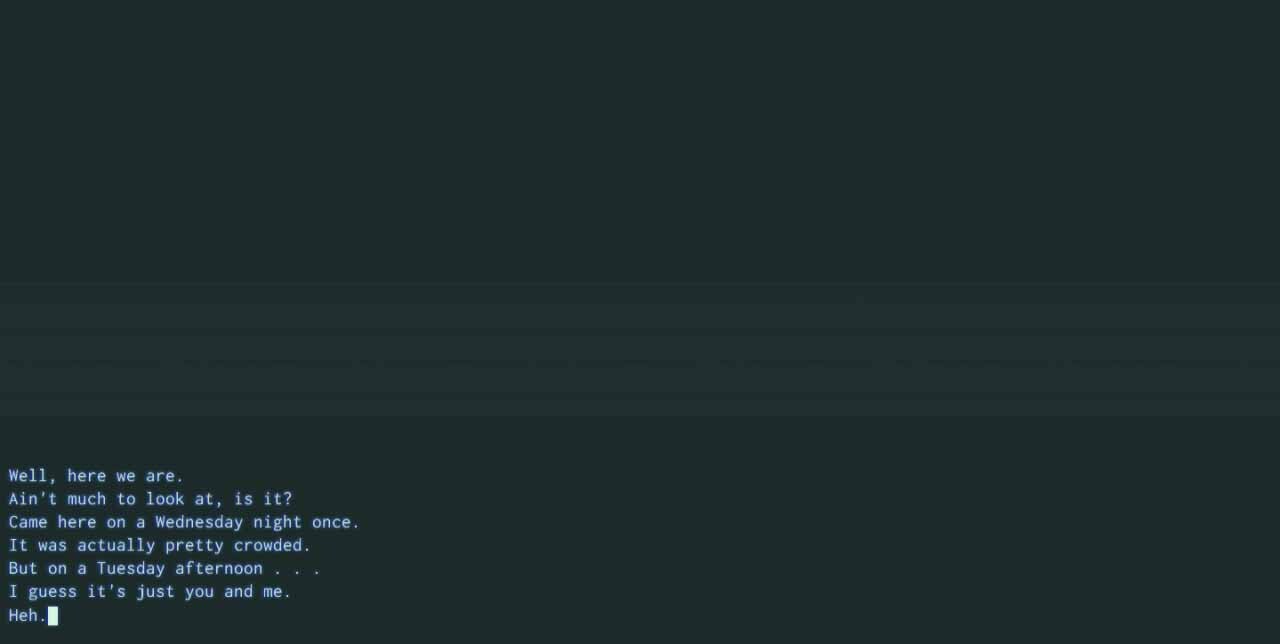 Well, here we are.
Ain't much to look at, is it?
Came here on a Wednesday night once.
It was actually pretty crowded.
But on a Tuesday afternoon . . .
I guess it's just you and me.
Heh.